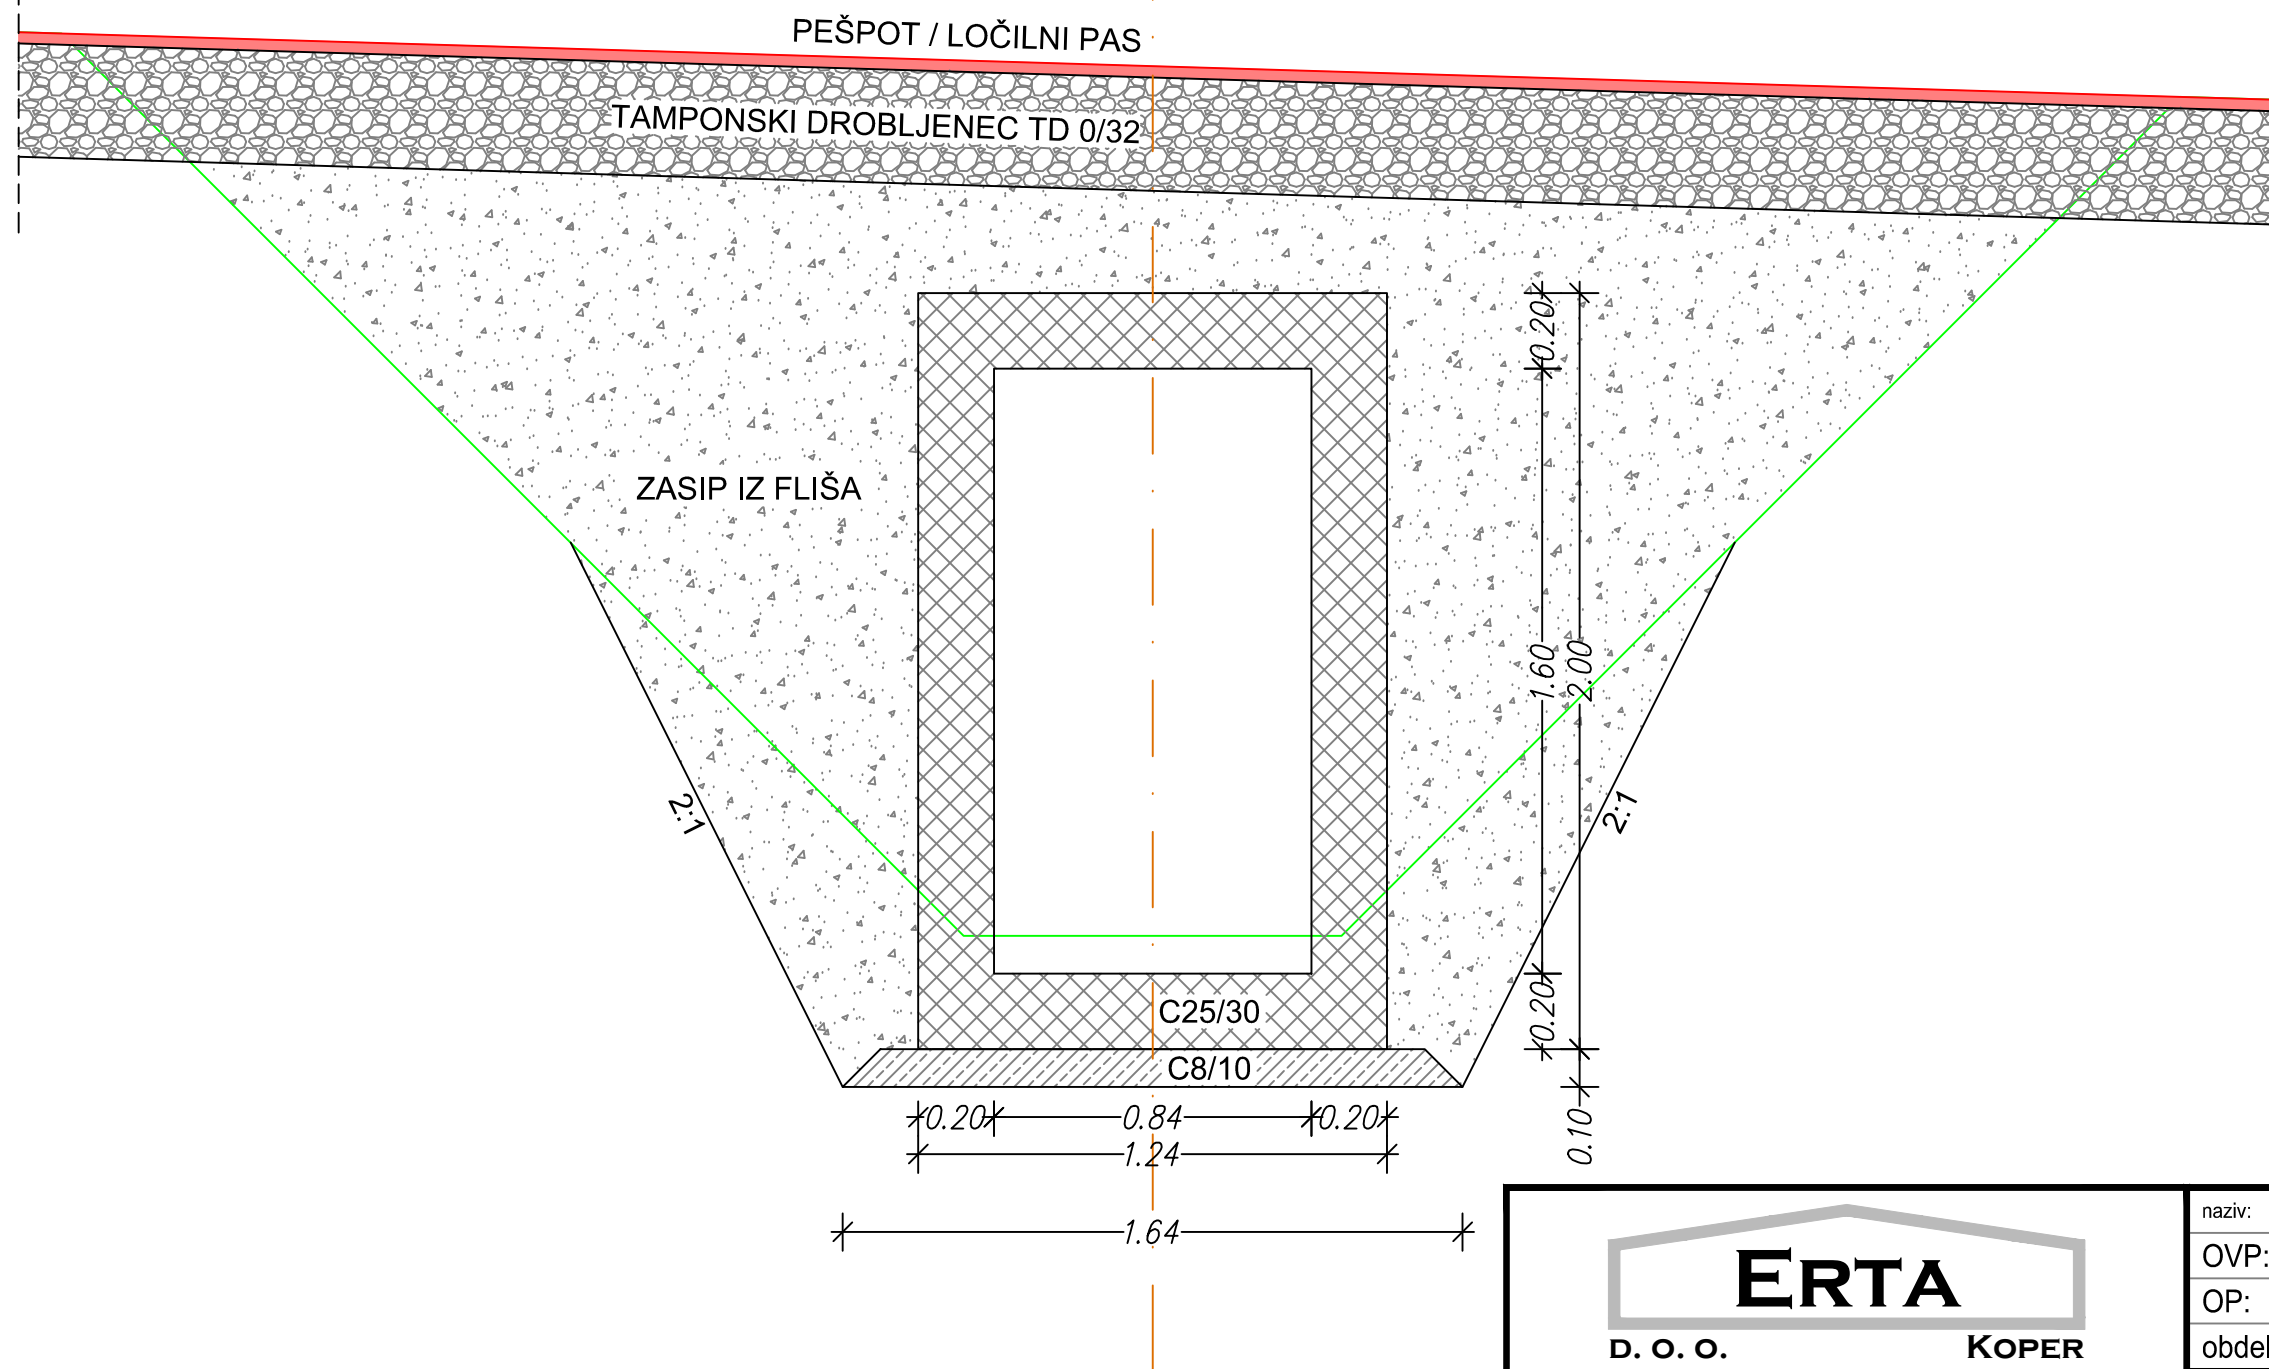 PEŠPOT / LOČILNI PAS
TAMPONSKI DROBLJENEC TD 0/32
0.20
ZASIP IZ FLIŠA
1.60
2.00
2:1
2:1
0.20
C25/30
C8/10
0.20
0.84
0.20
0.10
1.24
1.64
naziv:
ERTA
OVP:
OP:
D. O. O.
KOPER